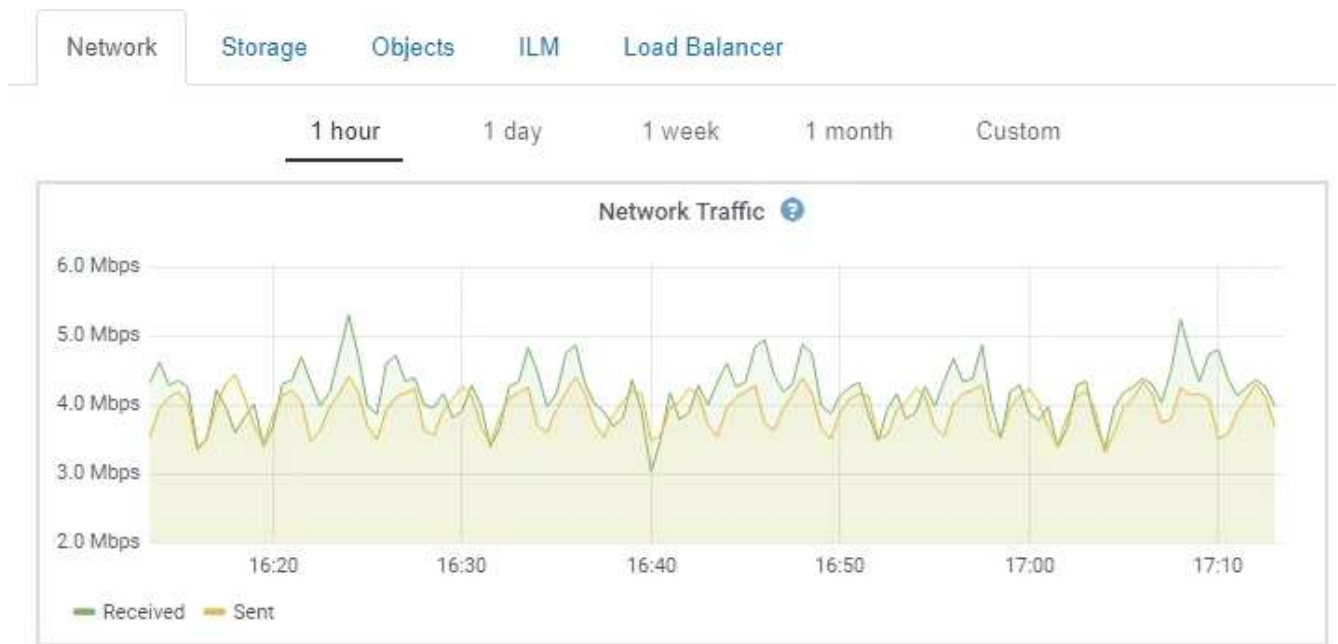 Network Storage Objects ILM Load Balancer
1 hour 1 day 1 week 1 month Custom
Network Traffic ?
6.0 Mbps
5.0 Mbps
4.0 Mbps
3.0 Mbps
2.0 Mbps
16:20 16:30 16:40 16:50 17:00 17:10
Received Sent